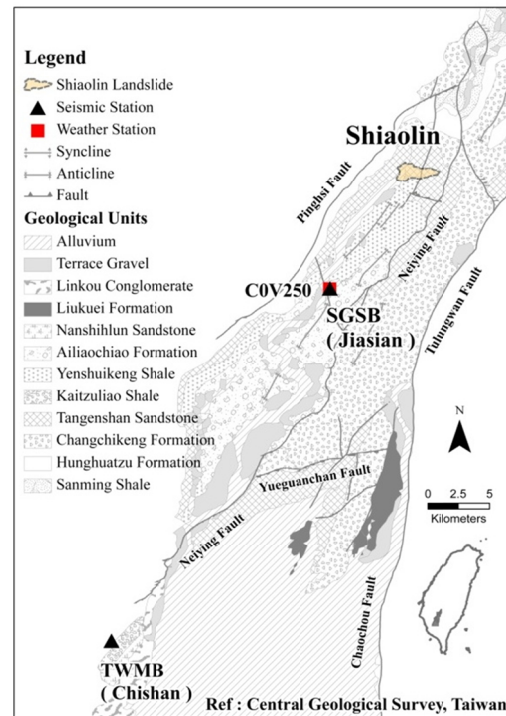 Legend
Shiaolin Landslide
Seismic Station
Weather Station
Syncline
Anticline
Fault
Geological Units
Alluvium
Terrace Gravel
Linkou Conglomerate
Liukuei Formation
Nanshihlun Sandstone
Ailiaochiao Formation
Yenshuikeng Shale
Kaitzuliao Shale
Tangenshan Sandstone
Changchikeng Formation
Hunghuatzu Formation
Sanming Shale
Shiaolin
Pinghsi Fault
Neiying Fault
Tulongwan Fault
C0V250
SGSB
( Jiasian )
N
0 2.5 5
Kilometers
Yueguanchan Fault
Neiying Fault
Chaochou Fault
TWMB
( Chishan )
Ref : Central Geological Survey, Taiwan